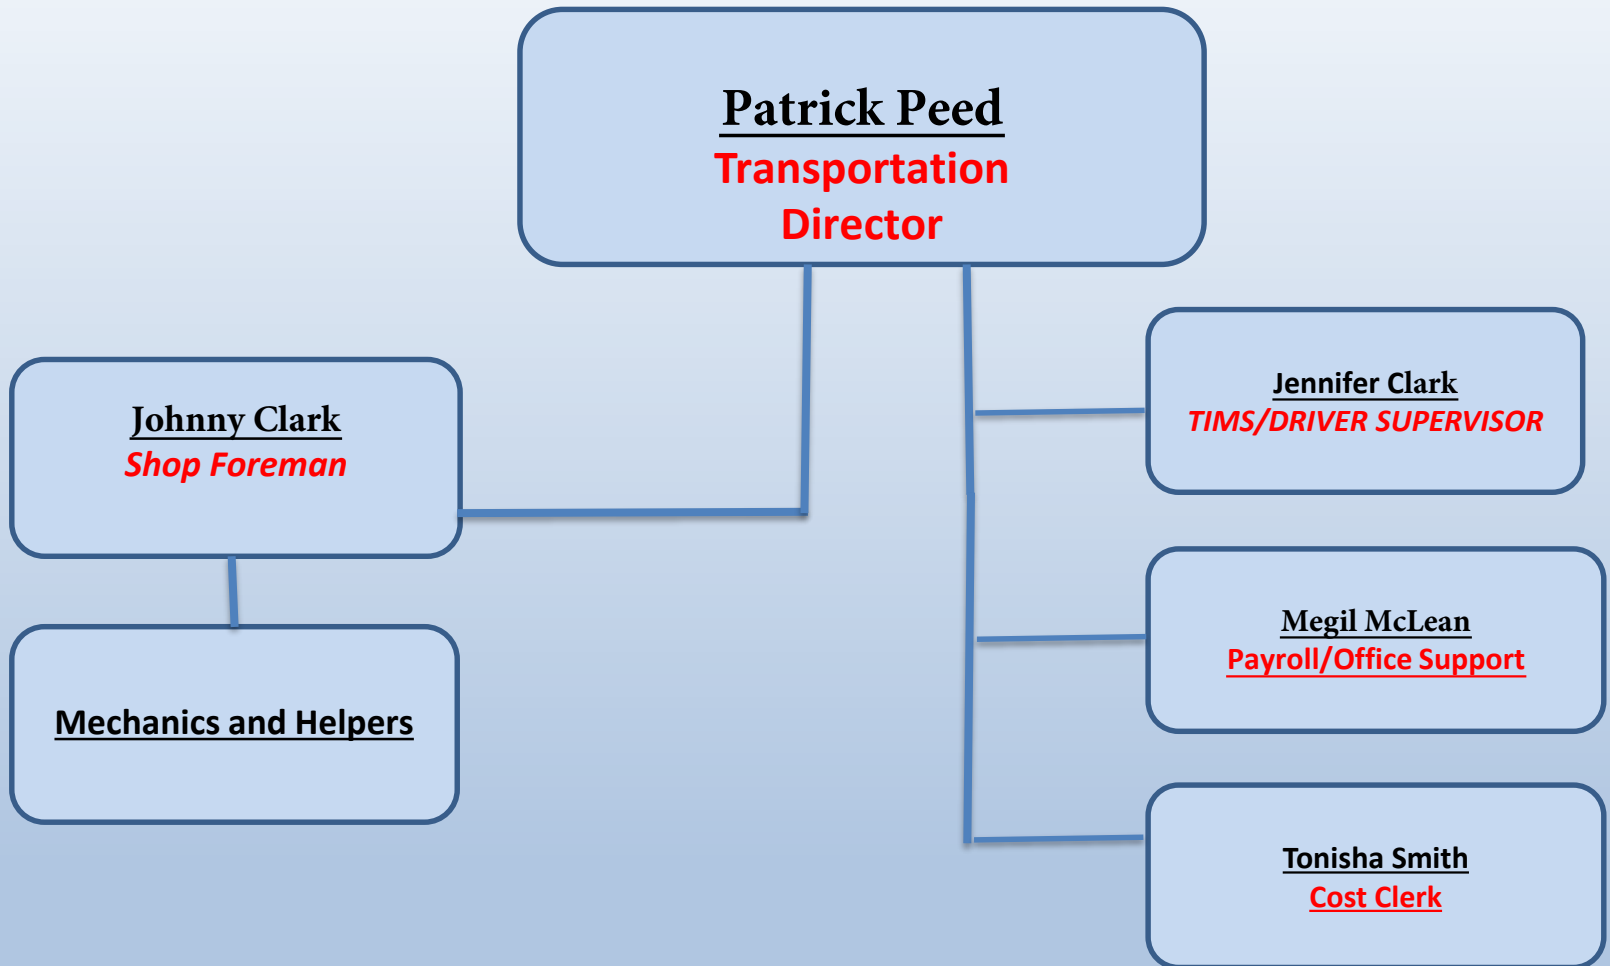 Patrick Peed
Transportation
Director
Johnny Clark
Shop Foreman
Mechanics and Helpers
Jennifer Clark
TIMS/DRIVER SUPERVISOR
Megil McLean
Payroll/Office Support
Tonisha Smith
Cost Clerk